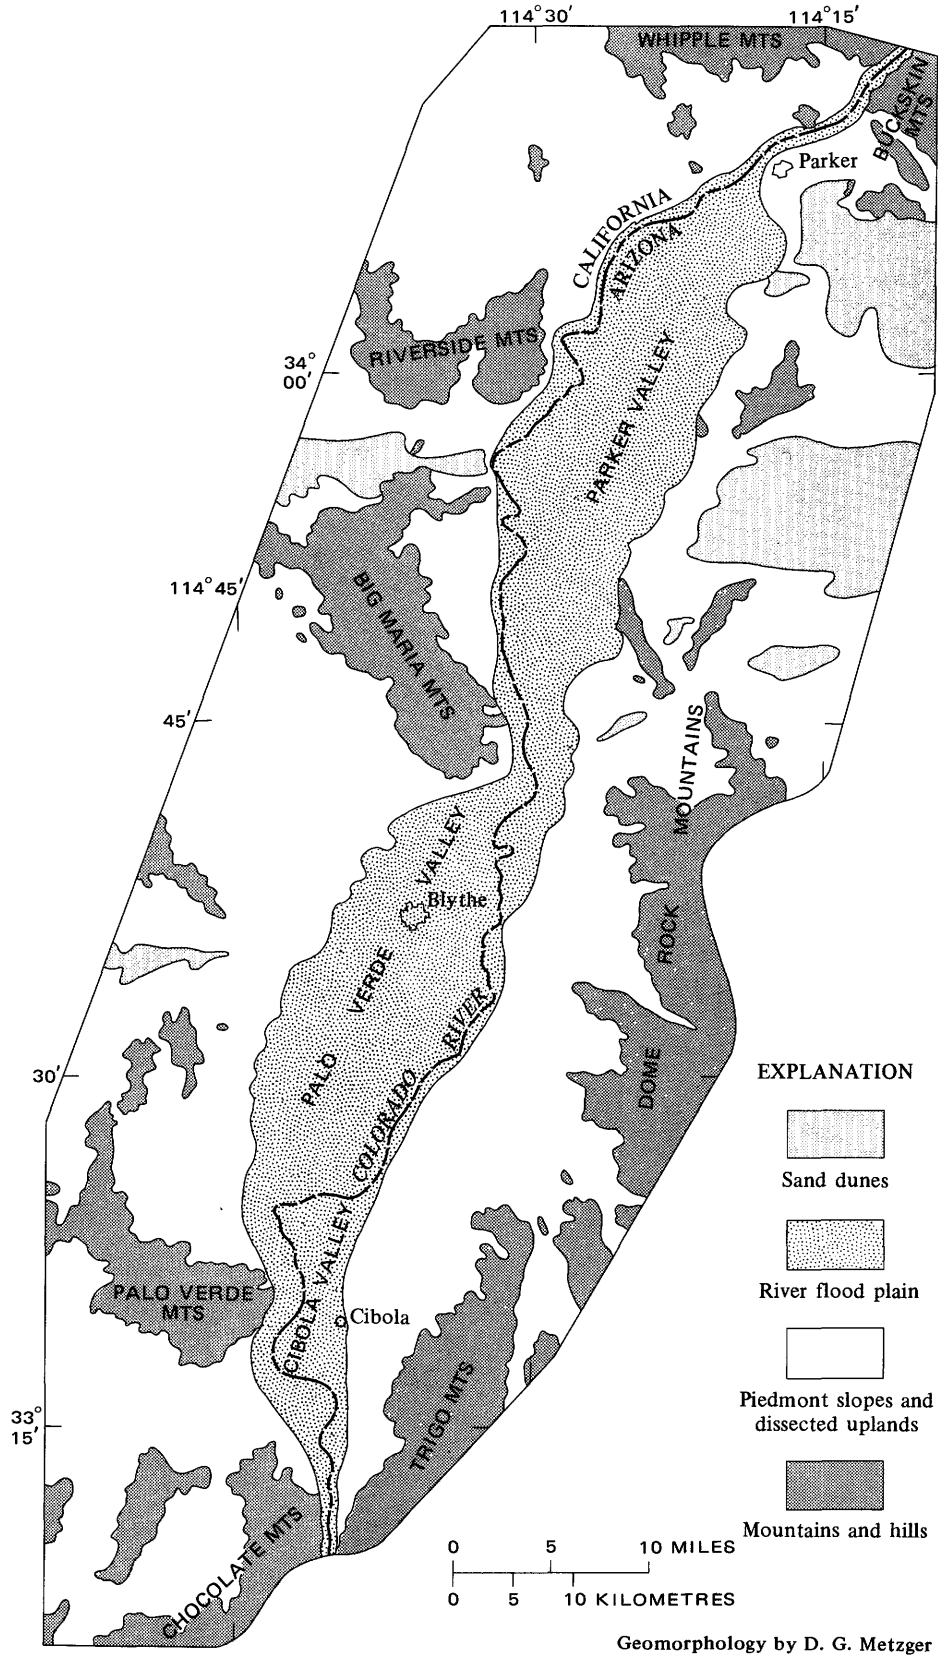 114° 30′
114° 15′
WHIPPLE MTS
BUCKSKIN
MTS
Parker
CALIFORNIA
ARIZONA
RIVERSIDE MTS
34°
00′
PARKER VALLEY
114° 45′
BIG MARIA MTS
45′
MOUNTAINS
VALLEY
Blythe
ROCK
VERDE
RIVER
30′
PALO
DOME
COLORADO
EXPLANATION
Sand dunes
River flood plain
Piedmont slopes and
dissected uplands
Mountains and hills
PALO VERDE
MTS
CIBOLA VALLEY
Cibola
TRIGO MTS
33°
15′
CHOCOLATE MTS
0 5 10 MILES
0 5 10 KILOMETRES
Geomorphology by D. G. Metzger